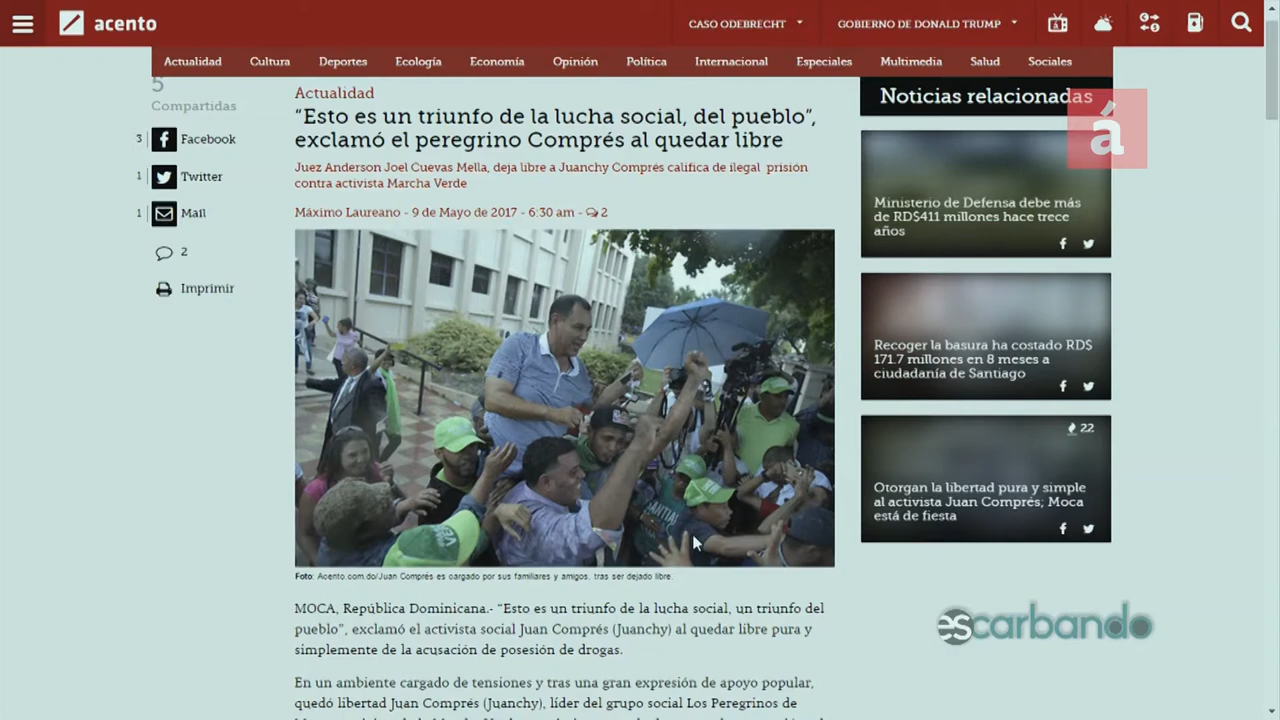 acento
CASO ODEBRECHT
GOBIERNO DE DONALD TRUMP
Actualidad
Cultura
Deportes
Ecología
Economía
Opinión
Política
Internacional
Especiales
Multimedia
Salud
Sociales
5
Compartidas
3
Facebook
1
Twitter
1
Mail
2
Imprimir
Actualidad
“Esto es un triunfo de la lucha social, del pueblo”,
exclamó el peregrino Comprés al quedar libre
Juez Anderson Joel Cuevas Mella, deja libre a Juanchy Comprés califica de ilegal prisión
contra activista Marcha Verde
Máximo Laureano - 9 de Mayo de 2017 - 6:30 am - 2
Foto: Acento.com.do/Juan Comprés es cargado por sus familiares y amigos, tras ser dejado libre.
MOCA, República Dominicana.- “Esto es un triunfo de la lucha social, un triunfo del
pueblo”, exclamó el activista social Juan Comprés (Juanchy) al quedar libre pura y
simplemente de la acusación de posesión de drogas.
En un ambiente cargado de tensiones y tras una gran expresión de apoyo popular,
quedó libertad Juan Comprés (Juanchy), líder del grupo social Los Peregrinos de
Noticias relacionadas
á
Ministerio de Defensa debe más
de RD$411 millones hace trece
años
Recoger la basura ha costado RD$
171.7 millones en 8 meses a
ciudadanía de Santiago
22
Otorgan la libertad pura y simple
al activista Juan Comprés; Moca
está de fiesta
escarbando